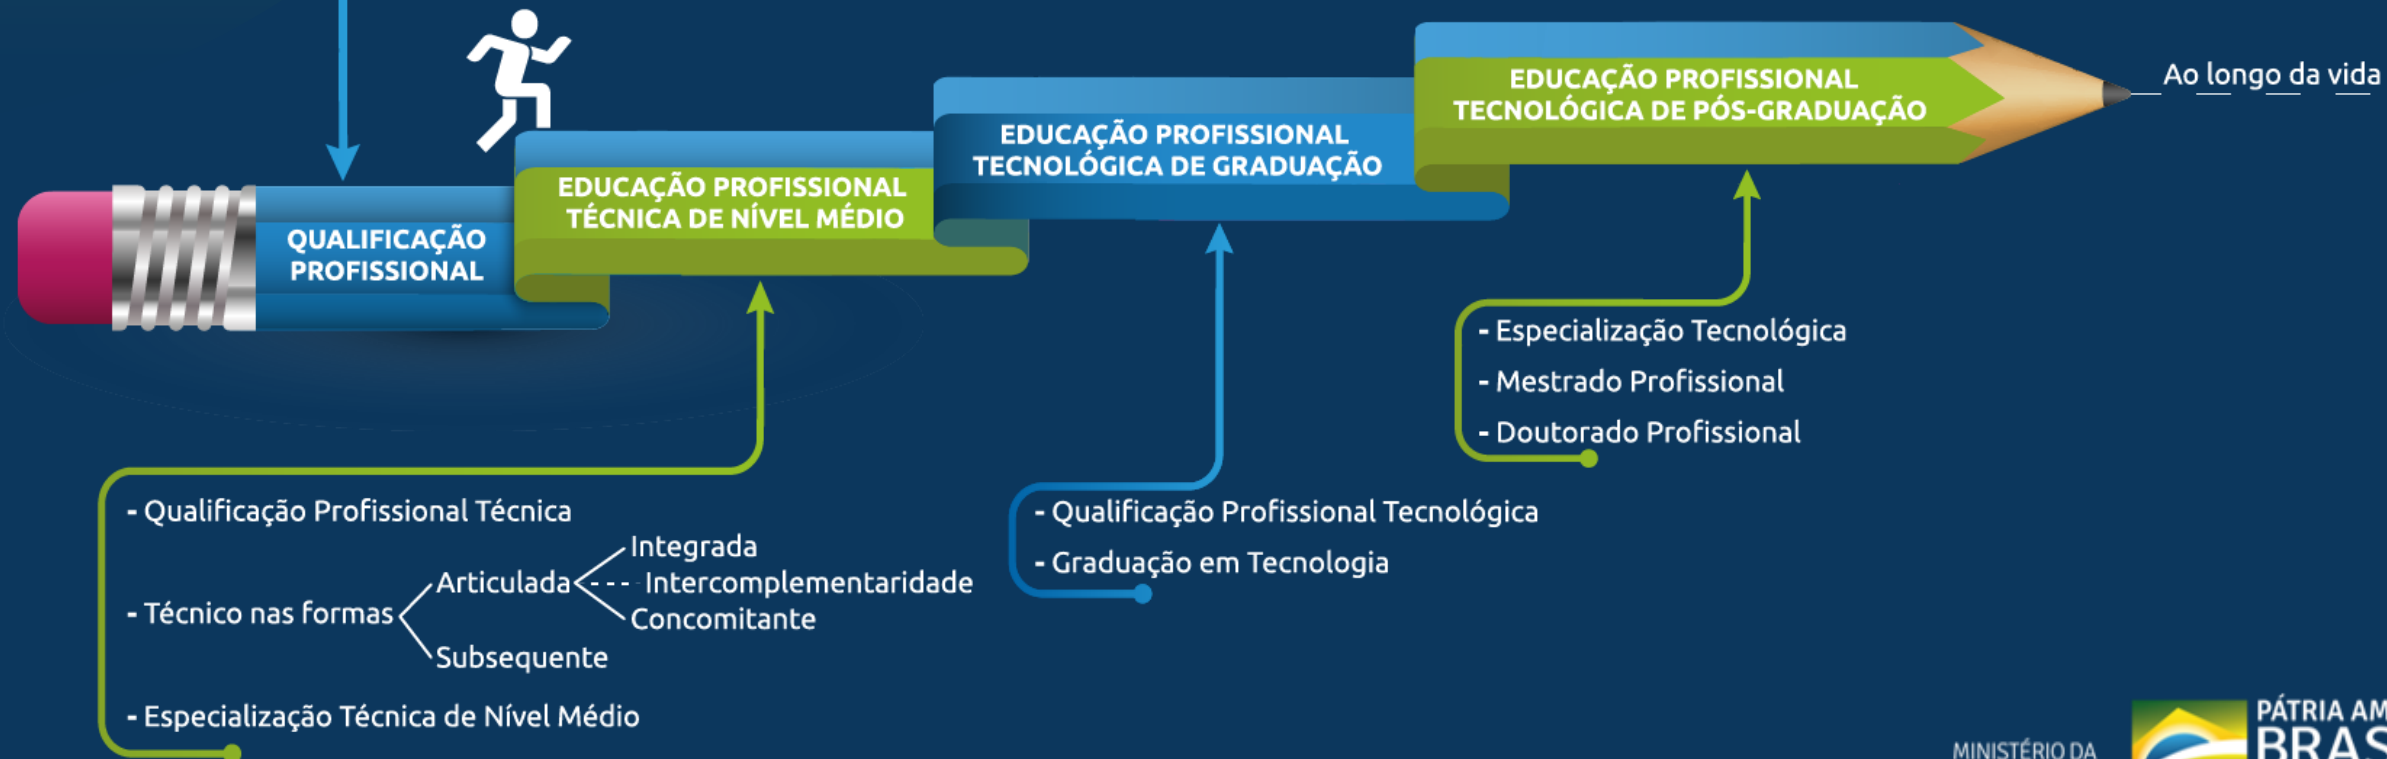 Ao longo da vida
EDUCAÇÃO PROFISSIONAL
TECNOLÓGICA DE PÓS-GRADUAÇÃO
EDUCAÇÃO PROFISSIONAL
TECNOLÓGICA DE GRADUAÇÃO
EDUCAÇÃO PROFISSIONAL
TÉCNICA DE NÍVEL MÉDIO
QUALIFICAÇÃO
PROFISSIONAL
- Especialização Tecnológica
- Mestrado Profissional
- Doutorado Profissional
- Qualificação Profissional Técnica
- Técnico nas formas
Articulada
Integrada
Intercomplementaridade
Concomitante
Subsequente
- Especialização Técnica de Nível Médio
- Qualificação Profissional Tecnológica
- Graduação em Tecnologia
MINISTÉRIO DA
PÁTRIA AM
BRAS